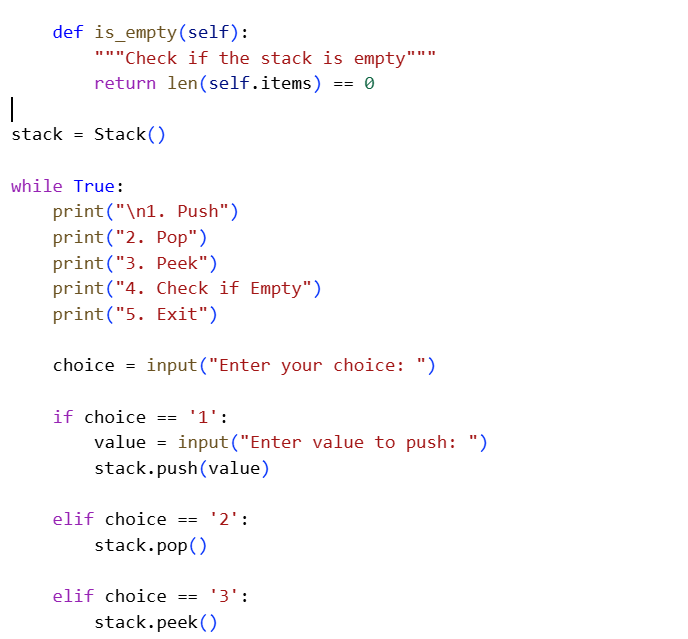 def is_empty(self):
        """Check if the stack is empty"""
        return len(self.items) == 0

stack = Stack()

while True:
    print("\n1. Push")
    print("2. Pop")
    print("3. Peek")
    print("4. Check if Empty")
    print("5. Exit")

    choice = input("Enter your choice: ")

    if choice == '1':
        value = input("Enter value to push: ")
        stack.push(value)

    elif choice == '2':
        stack.pop()

    elif choice == '3':
        stack.peek()